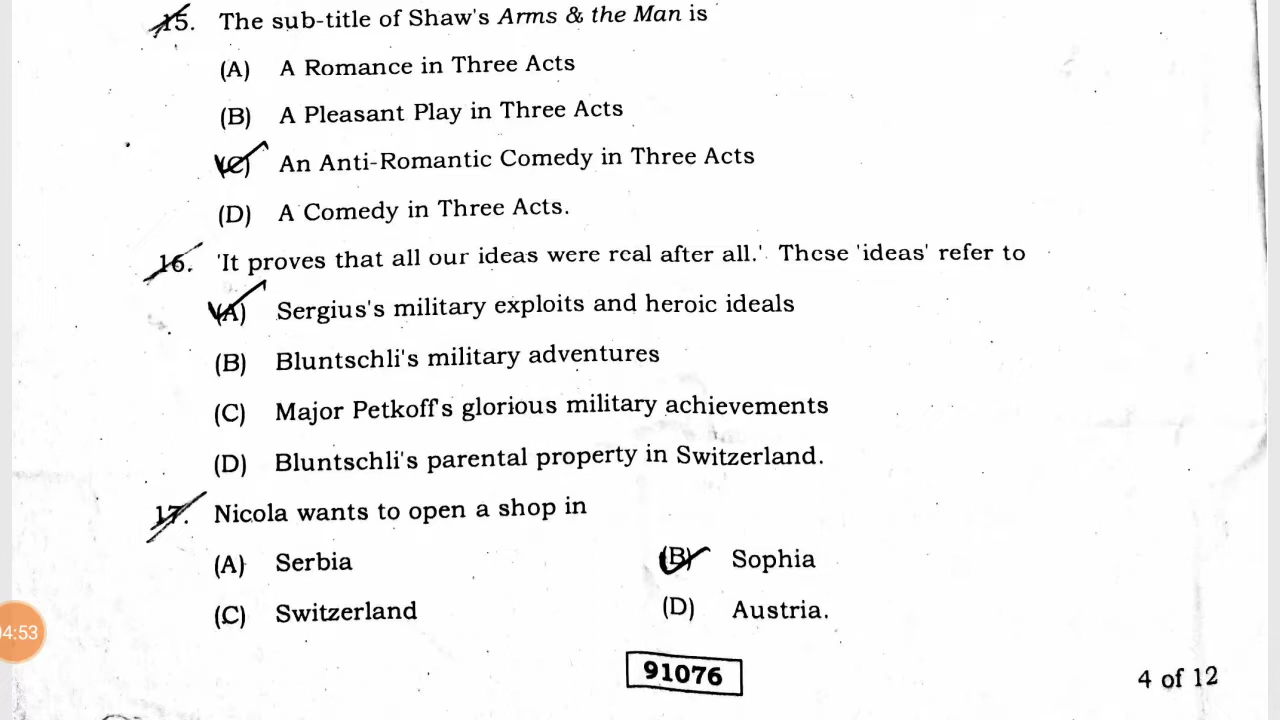 15. The sub-title of Shaw's Arms & the Man is
(A) A Romance in Three Acts
(B) A Pleasant Play in Three Acts
(C) An Anti-Romantic Comedy in Three Acts
(D) A Comedy in Three Acts.
16. 'It proves that all our ideas were real after all.' These 'ideas' refer to
(A) Sergius's military exploits and heroic ideals
(B) Bluntschli's military adventures
(C) Major Petkoff's glorious military achievements
(D) Bluntschli's parental property in Switzerland.
17. Nicola wants to open a shop in
(A) Serbia (B) Sophia
(C) Switzerland (D) Austria.
04:53
91076
4 of 12